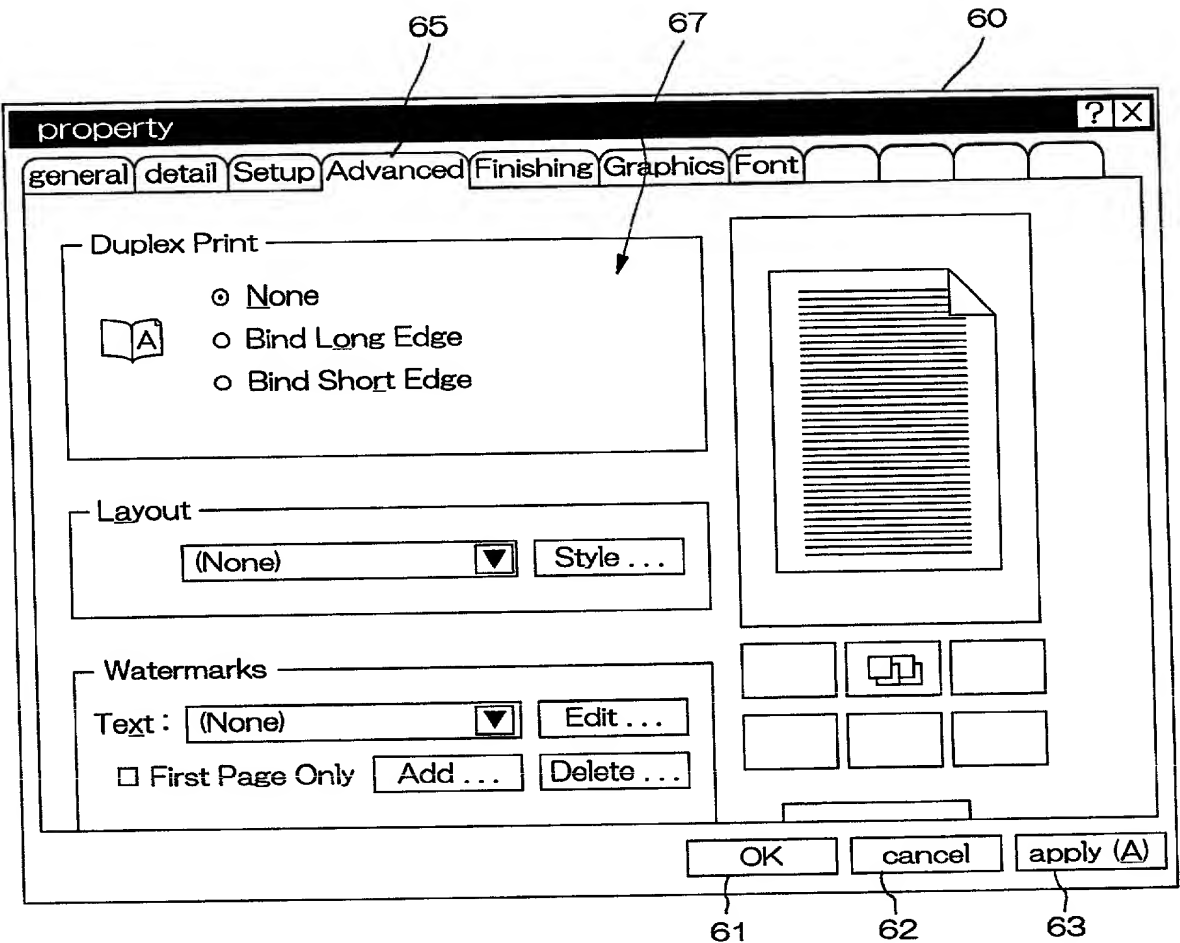 65 67 60
property ? X
general detail Setup Advanced Finishing Graphics Font
Duplex Print
None
A
Bind Long Edge
Bind Short Edge
Layout
(None) Style . . .
Watermarks
Text : (None) Edit . . .
First Page Only Add . . . Delete . . .
OK cancel apply (A)
61 62 63